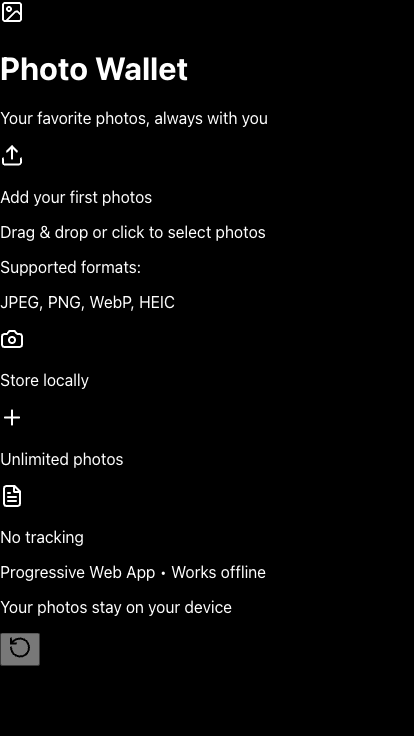 Photo Wallet
Your favorite photos, always with you
Add your first photos
Drag & drop or click to select photos
Supported formats:
JPEG, PNG, WebP, HEIC
Store locally
Unlimited photos
No tracking
Progressive Web App • Works offline
Your photos stay on your device